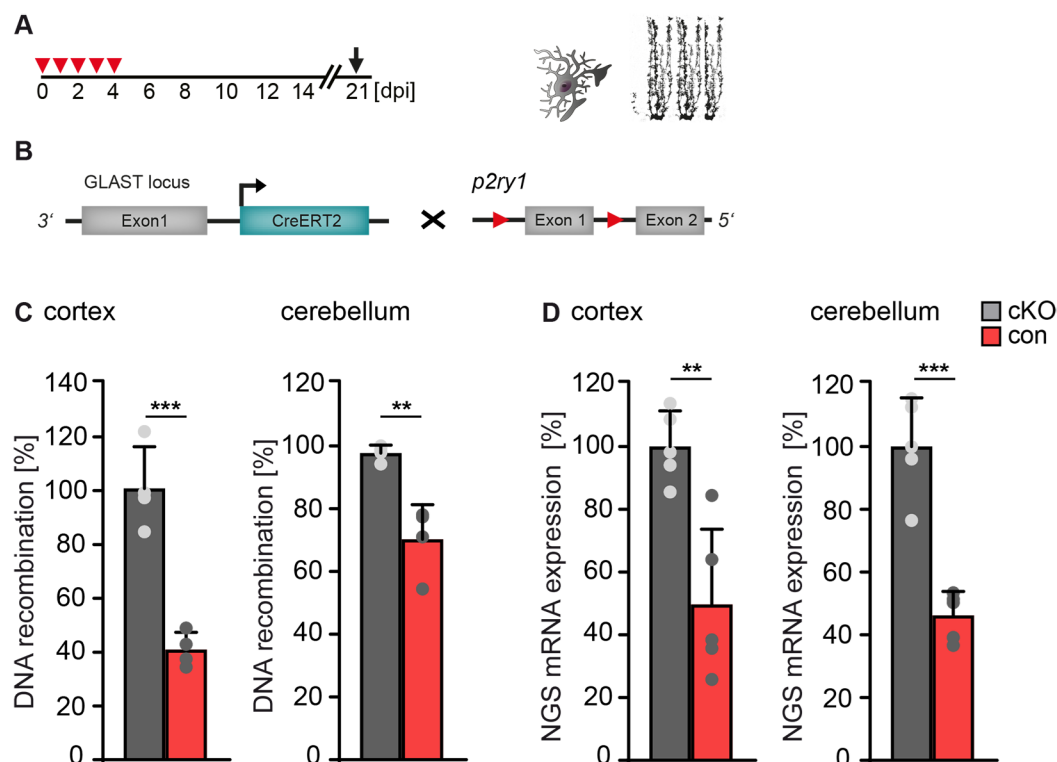 A
0 2 4 6 8 10 12 14 21 [dpi]
B
GLAST locus
p2ry1
3‘ Exon1 CreERT2 Exon 1 Exon 2 5‘
C cortex cerebellum D cortex cerebellum
cKO
con
DNA recombination [%]
140
120
100
80
60
40
20
0
***
DNA recombination [%]
120
100
80
60
40
20
0
**
NGS mRNA expression [%]
120
100
80
60
40
20
0
**
NGS mRNA expression [%]
120
100
80
60
40
20
0
***